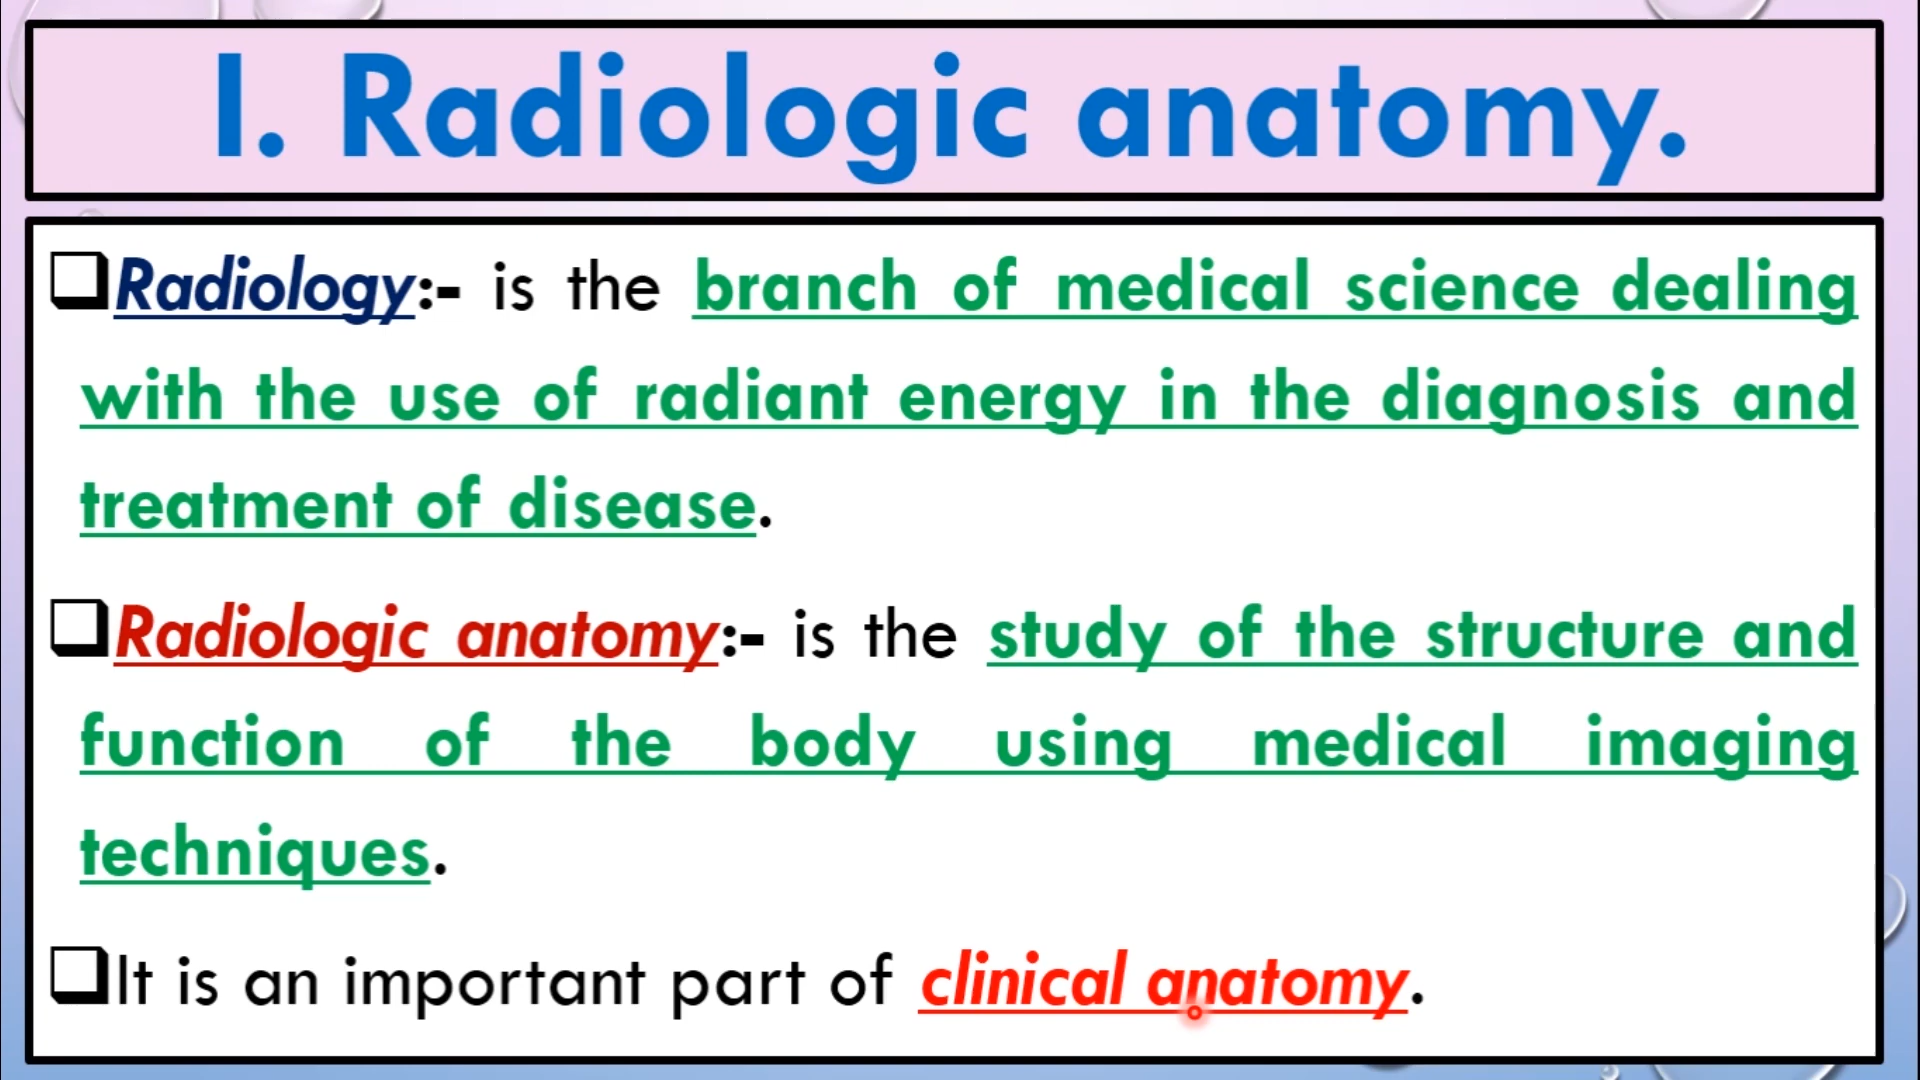 I. Radiologic anatomy.
❑Radiology:- is the branch of medical science dealing
with the use of radiant energy in the diagnosis and
treatment of disease.
❑Radiologic anatomy:- is the study of the structure and
function of the body using medical imaging
techniques.
❑It is an important part of clinical anatomy.